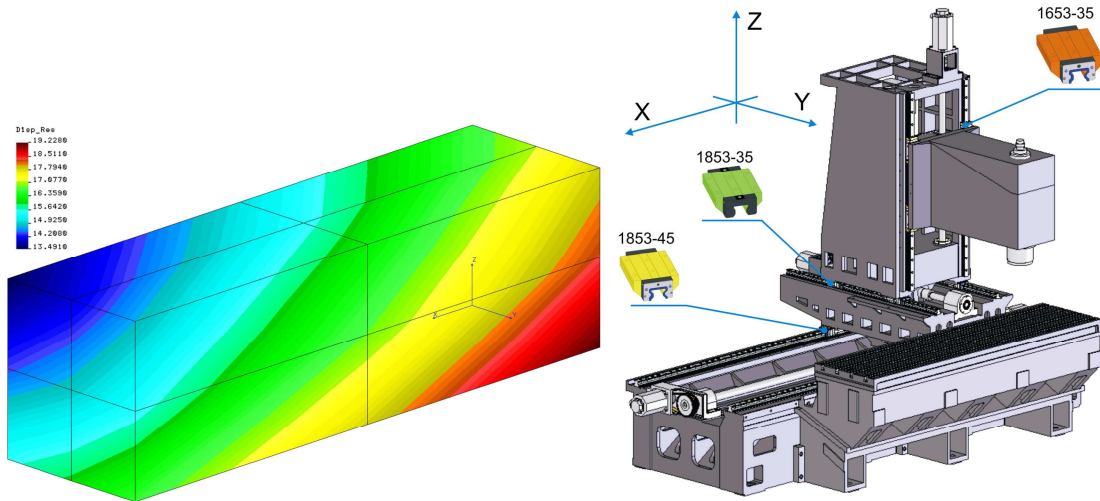 Disp_Res
19.2280
18.5110
17.7940
17.0770
16.3590
15.6420
14.9250
14.2080
13.4910
Z
Z
Y
Z
X
Y
1653-35
1853-35
1853-45